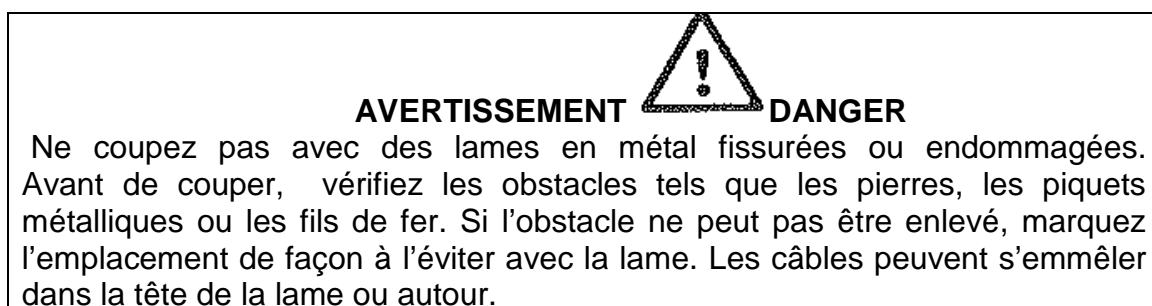 AVERTISSEMENT ! DANGER
Ne coupez pas avec des lames en métal fissurées ou endommagées.
Avant de couper, vérifiez les obstacles tels que les pierres, les piquets
métalliques ou les fils de fer. Si l’obstacle ne peut pas être enlevé, marquez
l’emplacement de façon à l’éviter avec la lame. Les câbles peuvent s’emmêler
dans la tête de la lame ou autour.